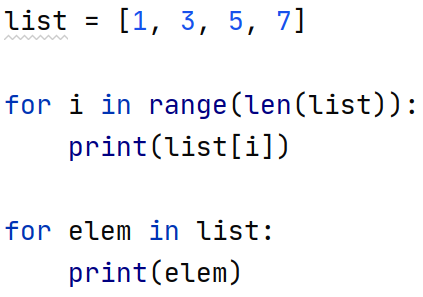 list = [1, 3, 5, 7]
for i in range(len(list)):
    print(list[i])
for elem in list:
    print(elem)